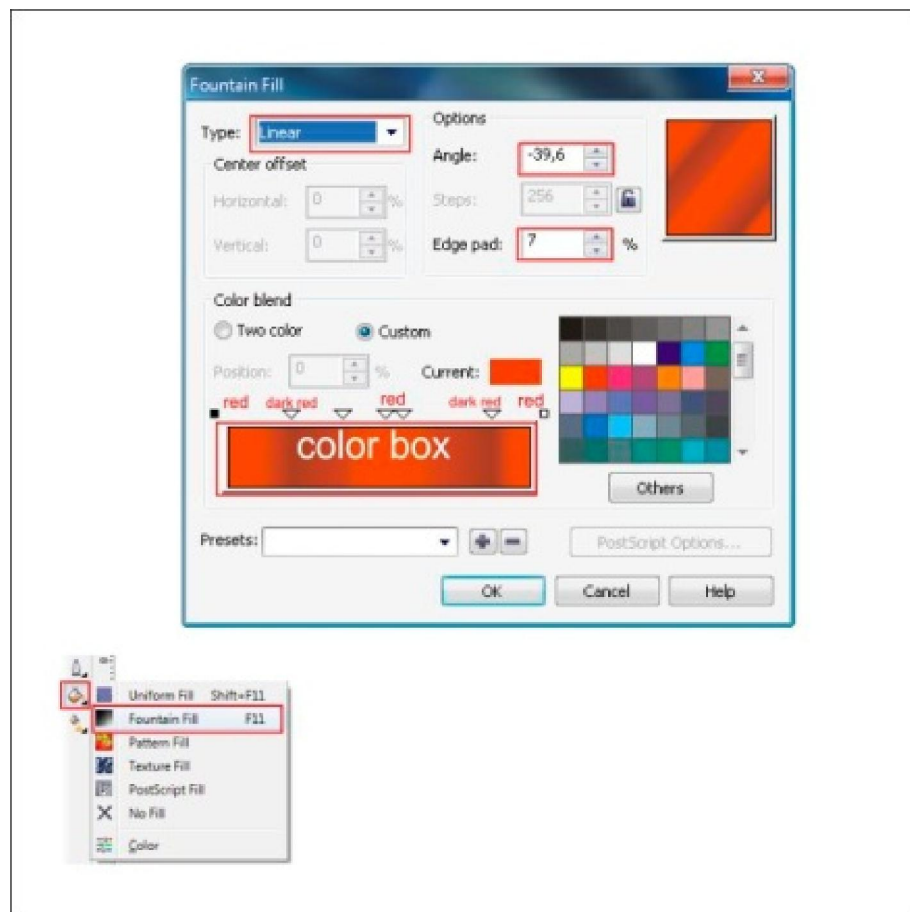 Fountain Fill
Type: Linear
Options
Center offset
Angle: -39,6
Horizontal: 0 %
Steps: 256
Vertical: 0 %
Edge pad: 7 %
Color blend
Two color Custom
Position: 0 % Current:
red dark red red dark red red
color box
Others
Presets: PostScript Options...
OK Cancel Help
Uniform Fill Shift+F11
Fountain Fill F11
Pattern Fill
Texture Fill
PostScript Fill
No Fill
Color